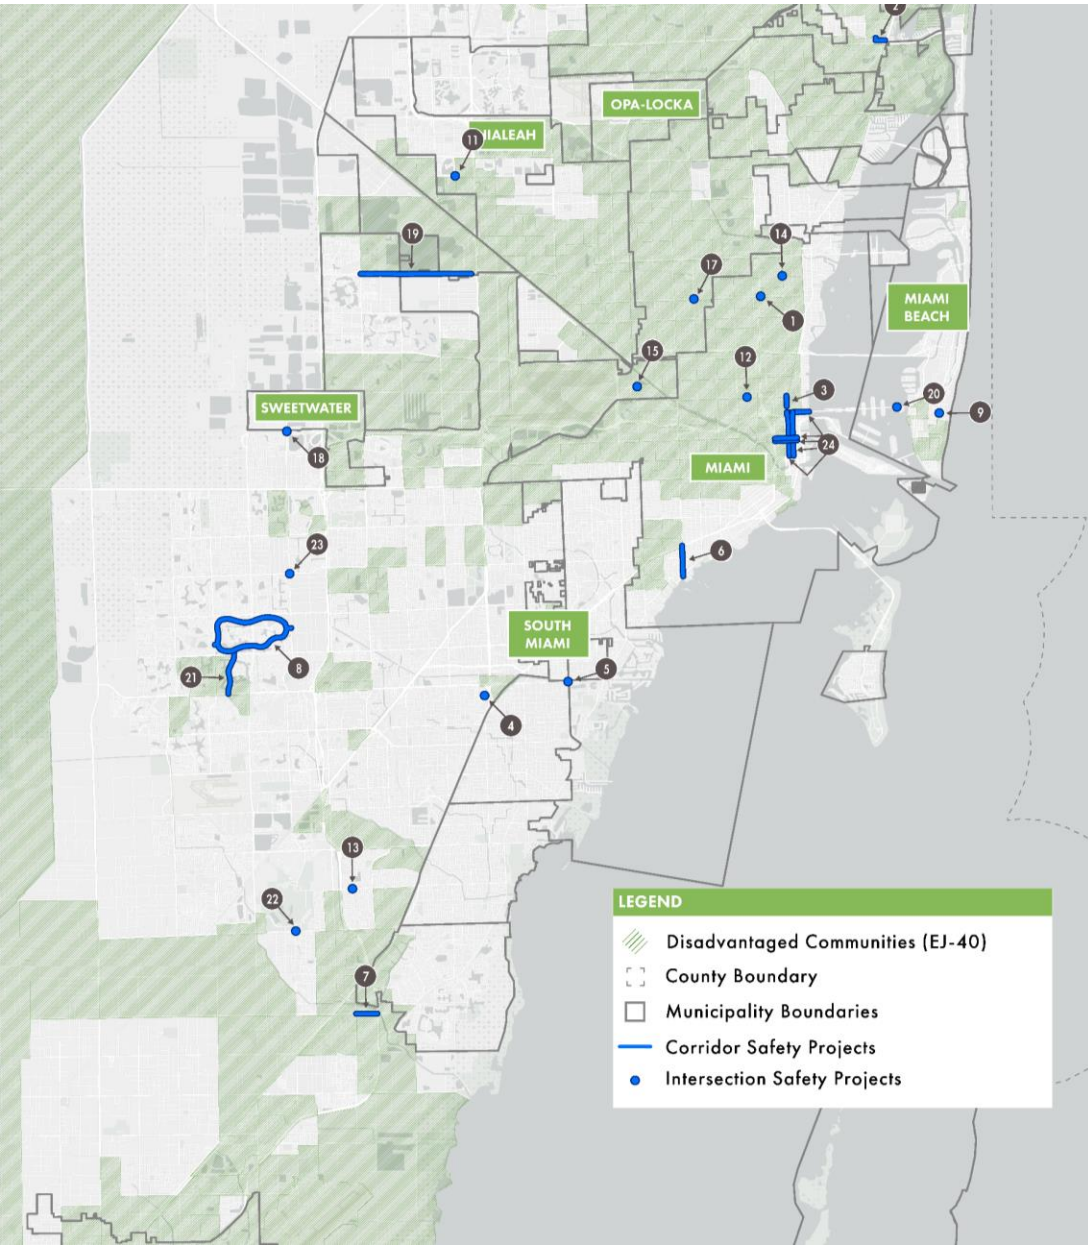 2
OPA-LOCKA
11
IALEAH
19
14
17
MIAMI
BEACH
1
15
12
3
20
9
SWEETWATER
24
18
MIAMI
23
6
SOUTH
MIAMI
8
5
21
4
13
22
7
LEGEND
Disadvantaged Communities (EJ-40)
County Boundary
Municipality Boundaries
Corridor Safety Projects
Intersection Safety Projects